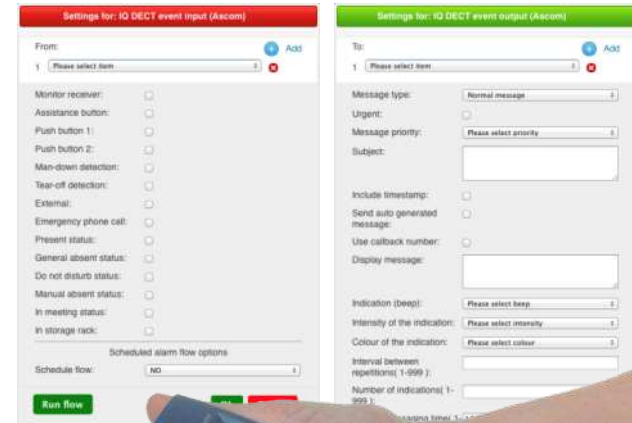 Settings for: IQ DECT event input (Ascom)
From:
Add
1 Please select item
Monitor receiver:
Assistance button:
Push button 1:
Push button 2:
Man-down detection:
Tear-off detection:
External:
Emergency phone call:
Present status:
General absent status:
Do not disturb status:
Manual absent status:
In meeting status:
In storage rack:
Scheduled alarm flow options
Schedule flow:
NO
Run flow
Settings for: IQ DECT event output (Ascom)
To:
Add
1 Please select item
Message type:
Normal message
Urgent:
Message priority:
Please select priority
Subject:
Include timestamp:
Send auto generated
message:
Use callback number:
Display message:
Indication (beep):
Please select beep
Intensity of the indication:
Please select intensity
Colour of the indication:
Please select colour
Interval between
repetitions( 1-999 ):
Number of indications( 1-
999 ):